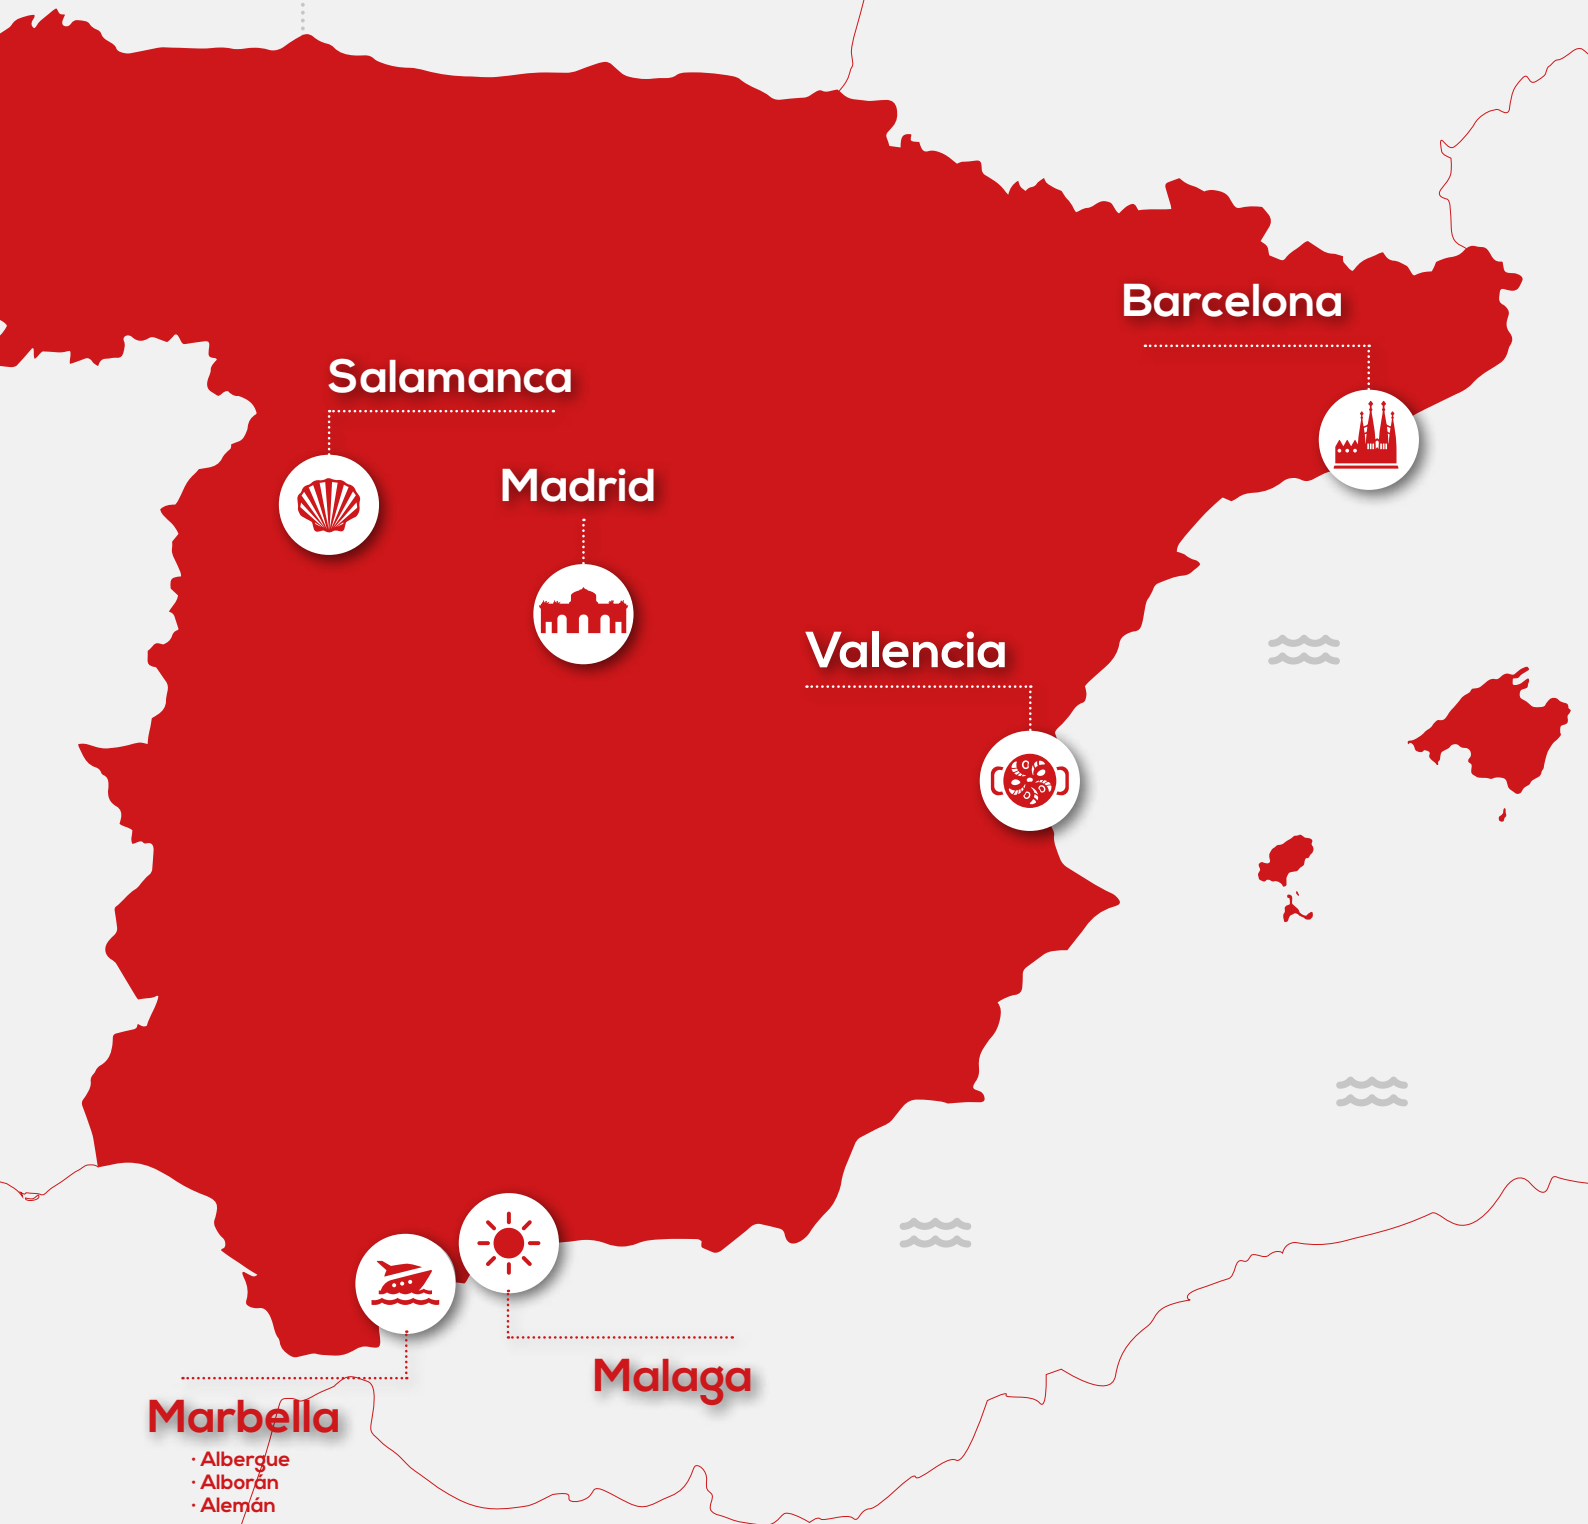 Barcelona
Salamanca
Madrid
Valencia
Malaga
Marbella
· Albergue
· Alborán
· Alemán